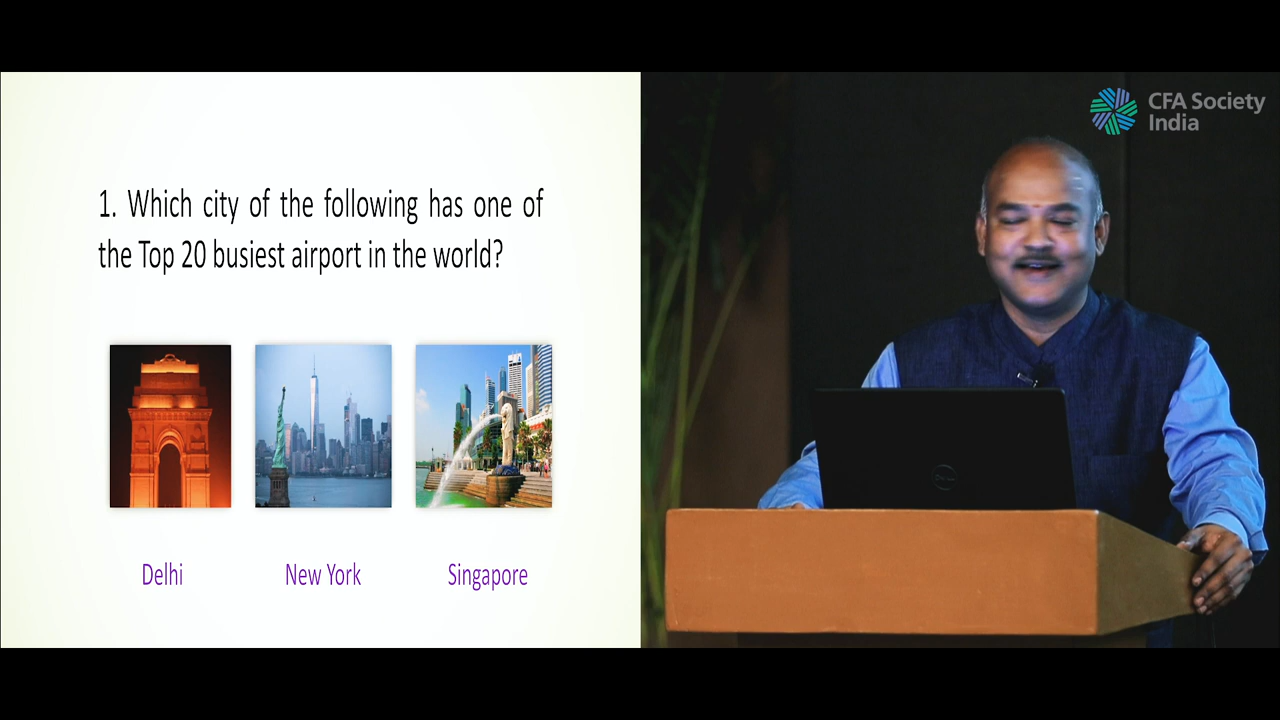 1. Which city of the following has one of
the Top 20 busiest airport in the world?
Delhi
New York
Singapore
CFA Society
India